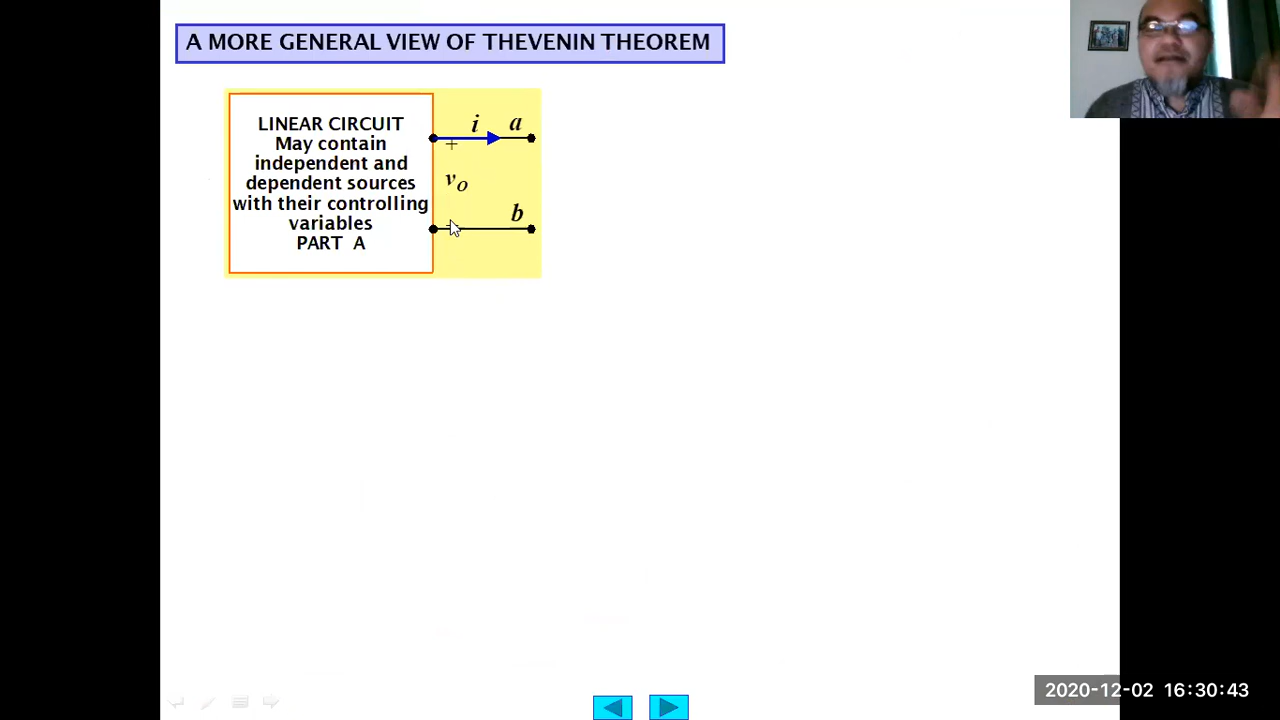 A MORE GENERAL VIEW OF THEVENIN THEOREM
LINEAR CIRCUIT
May contain
independent and
dependent sources
with their controlling
variables
PART A
i
a
+
vO
b
2020-12-02 16:30:43